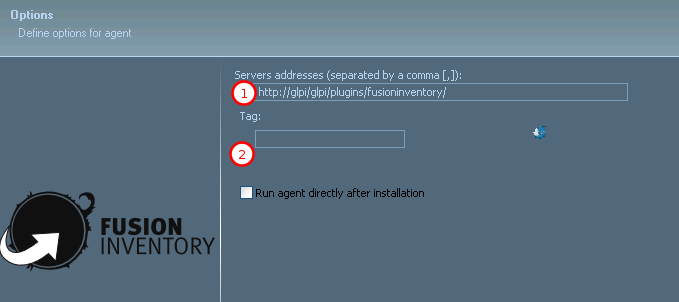 Options
Define options for agent
Servers addresses (separated by a comma [,]):
1
http://glpi/glpi/plugins/fusioninventory/
Tag:
2
Run agent directly after installation
FUSION
INVENTORY